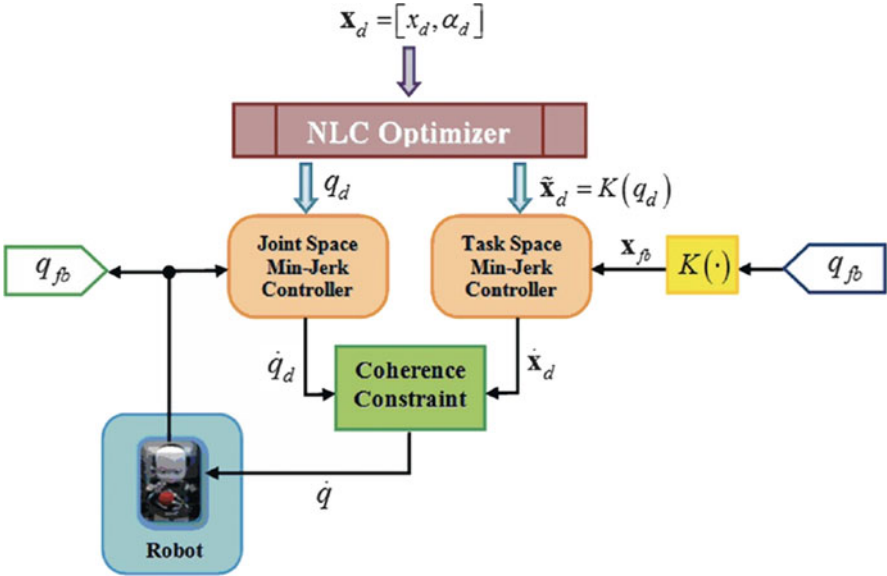 𝐱_d = [x_d, α_d]
NLC Optimizer
q_d
𝐱̃_d = K(q_d)
Joint Space
Min-Jerk
Controller
Task Space
Min-Jerk
Controller
q_fb
𝐱_fb
K(·)
q_fb
q̇_d
Coherence
Constraint
𝐱̇_d
q̇
Robot